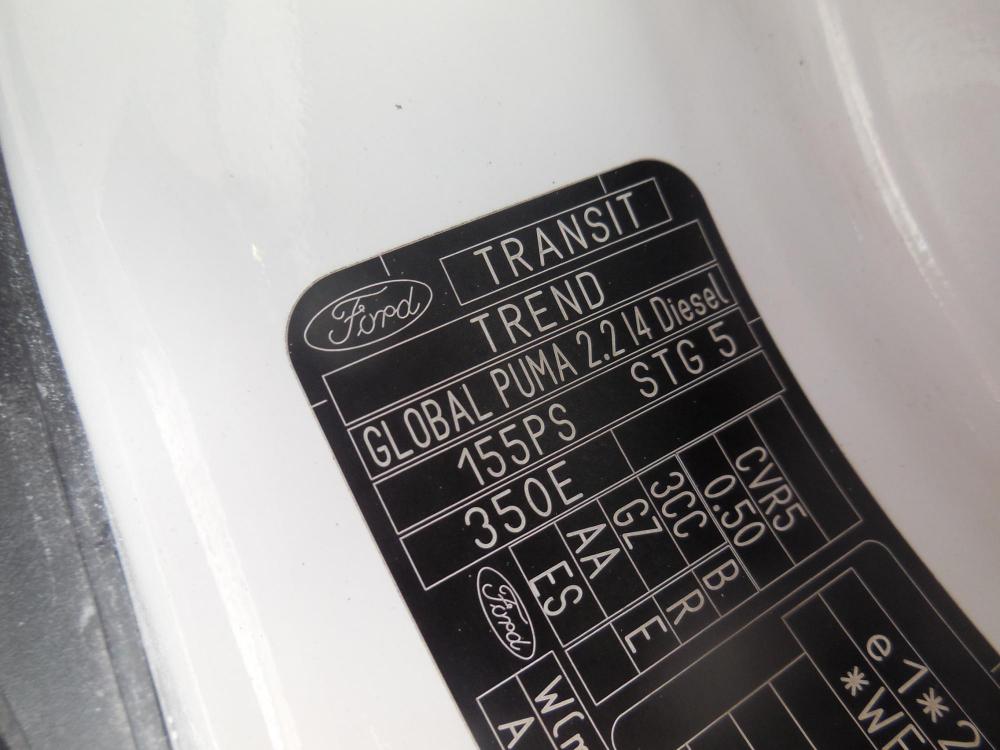 Ford TRANSIT
TREND
GLOBAL PUMA 2.2 I4 Diesel
155PS STG 5
350E
CVR5
0.50 B
3CC R
GZ E
AA
ES
Ford
e1*2
*WF